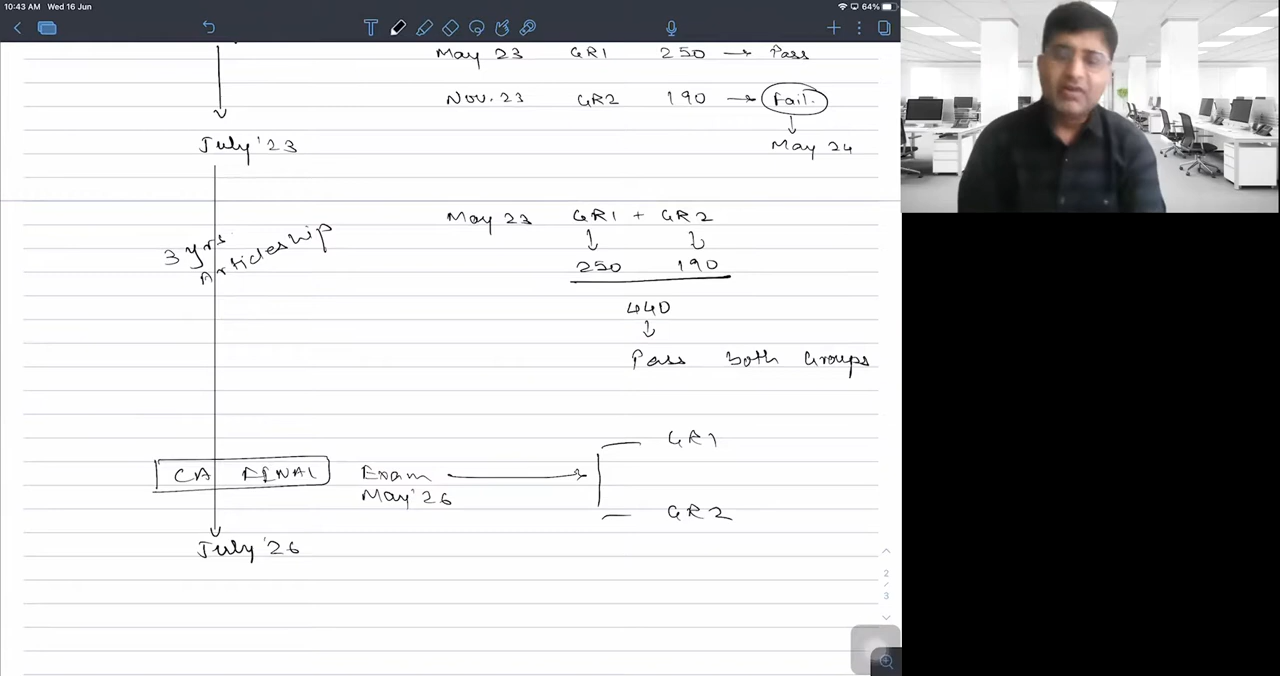 10:43 AM Wed 16 Jun
64%
T
May 23 GR1 250 → Pass
Nov. 23 GR2 190 → Fail.
↓
May 24
July '23
May 23 GR1 + GR2
↓ ↓
250 190
440
↓
Pass both Groups
3 yrs.
Articleship
GR1
CA FINAL Exam →
May '26
GR2
July '26
2
/
3